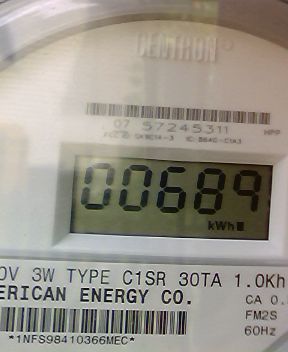 CENTRON®
07 57245311
HPP
00689
kWh
0V 3W TYPE C1SR 30TA 1.0Kh
ERICAN ENERGY CO.
CA 0.
FM2S
60Hz
*1NFS98410366MEC*